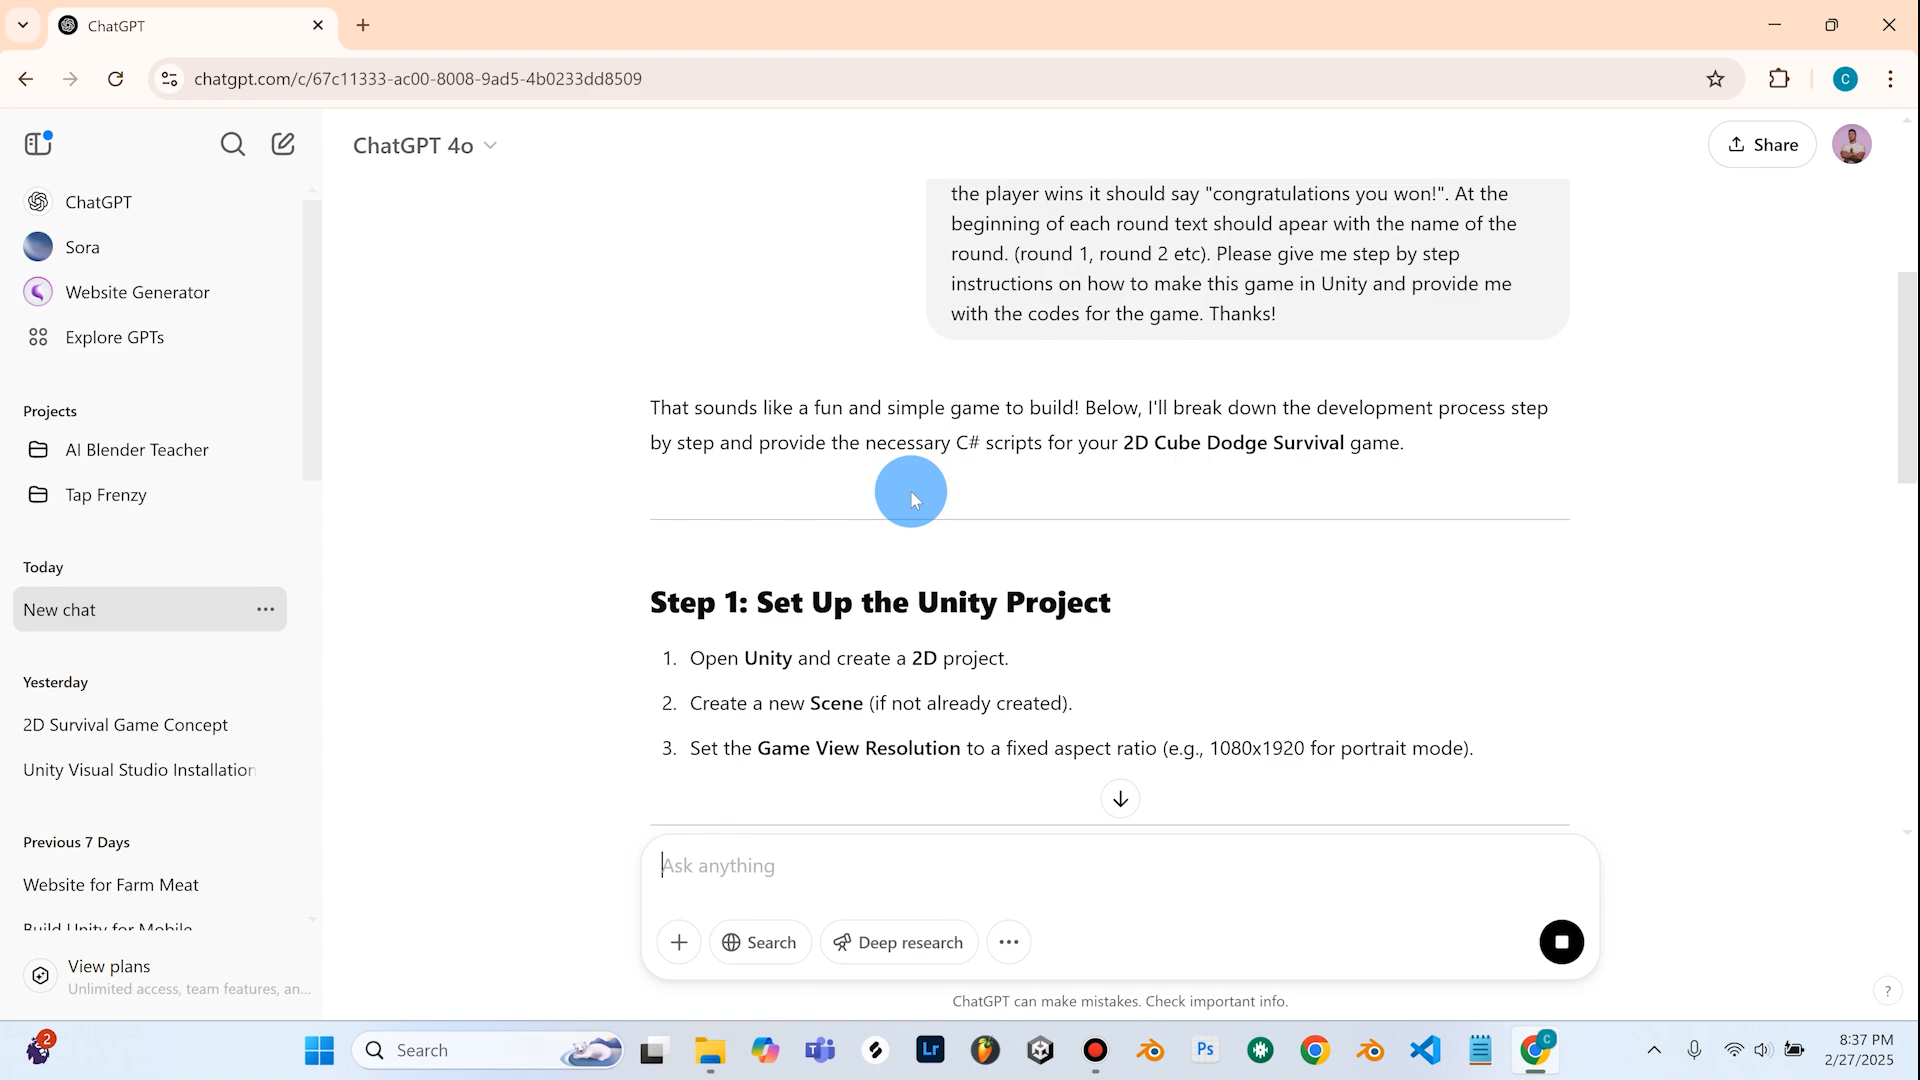 ChatGPT
chatgpt.com/c/67c11333-ac00-8008-9ad5-4b0233dd8509
C
ChatGPT 4o
Share
ChatGPT
Sora
Website Generator
Explore GPTs
Projects
AI Blender Teacher
Tap Frenzy
Today
New chat
Yesterday
2D Survival Game Concept
Unity Visual Studio Installation
Previous 7 Days
Website for Farm Meat
Build Unity for Mobile
View plans
Unlimited access, team features, an...
the player wins it should say "congratulations you won!". At the
beginning of each round text should apear with the name of the
round. (round 1, round 2 etc). Please give me step by step
instructions on how to make this game in Unity and provide me
with the codes for the game. Thanks!
That sounds like a fun and simple game to build! Below, I'll break down the development process step
by step and provide the necessary C# scripts for your 2D Cube Dodge Survival game.
Step 1: Set Up the Unity Project
1. Open Unity and create a 2D project.
2. Create a new Scene (if not already created).
3. Set the Game View Resolution to a fixed aspect ratio (e.g., 1080x1920 for portrait mode).
Ask anything
Search
Deep research
ChatGPT can make mistakes. Check important info.
?
2
Search
Lr
Ps
C
8:37 PM
2/27/2025